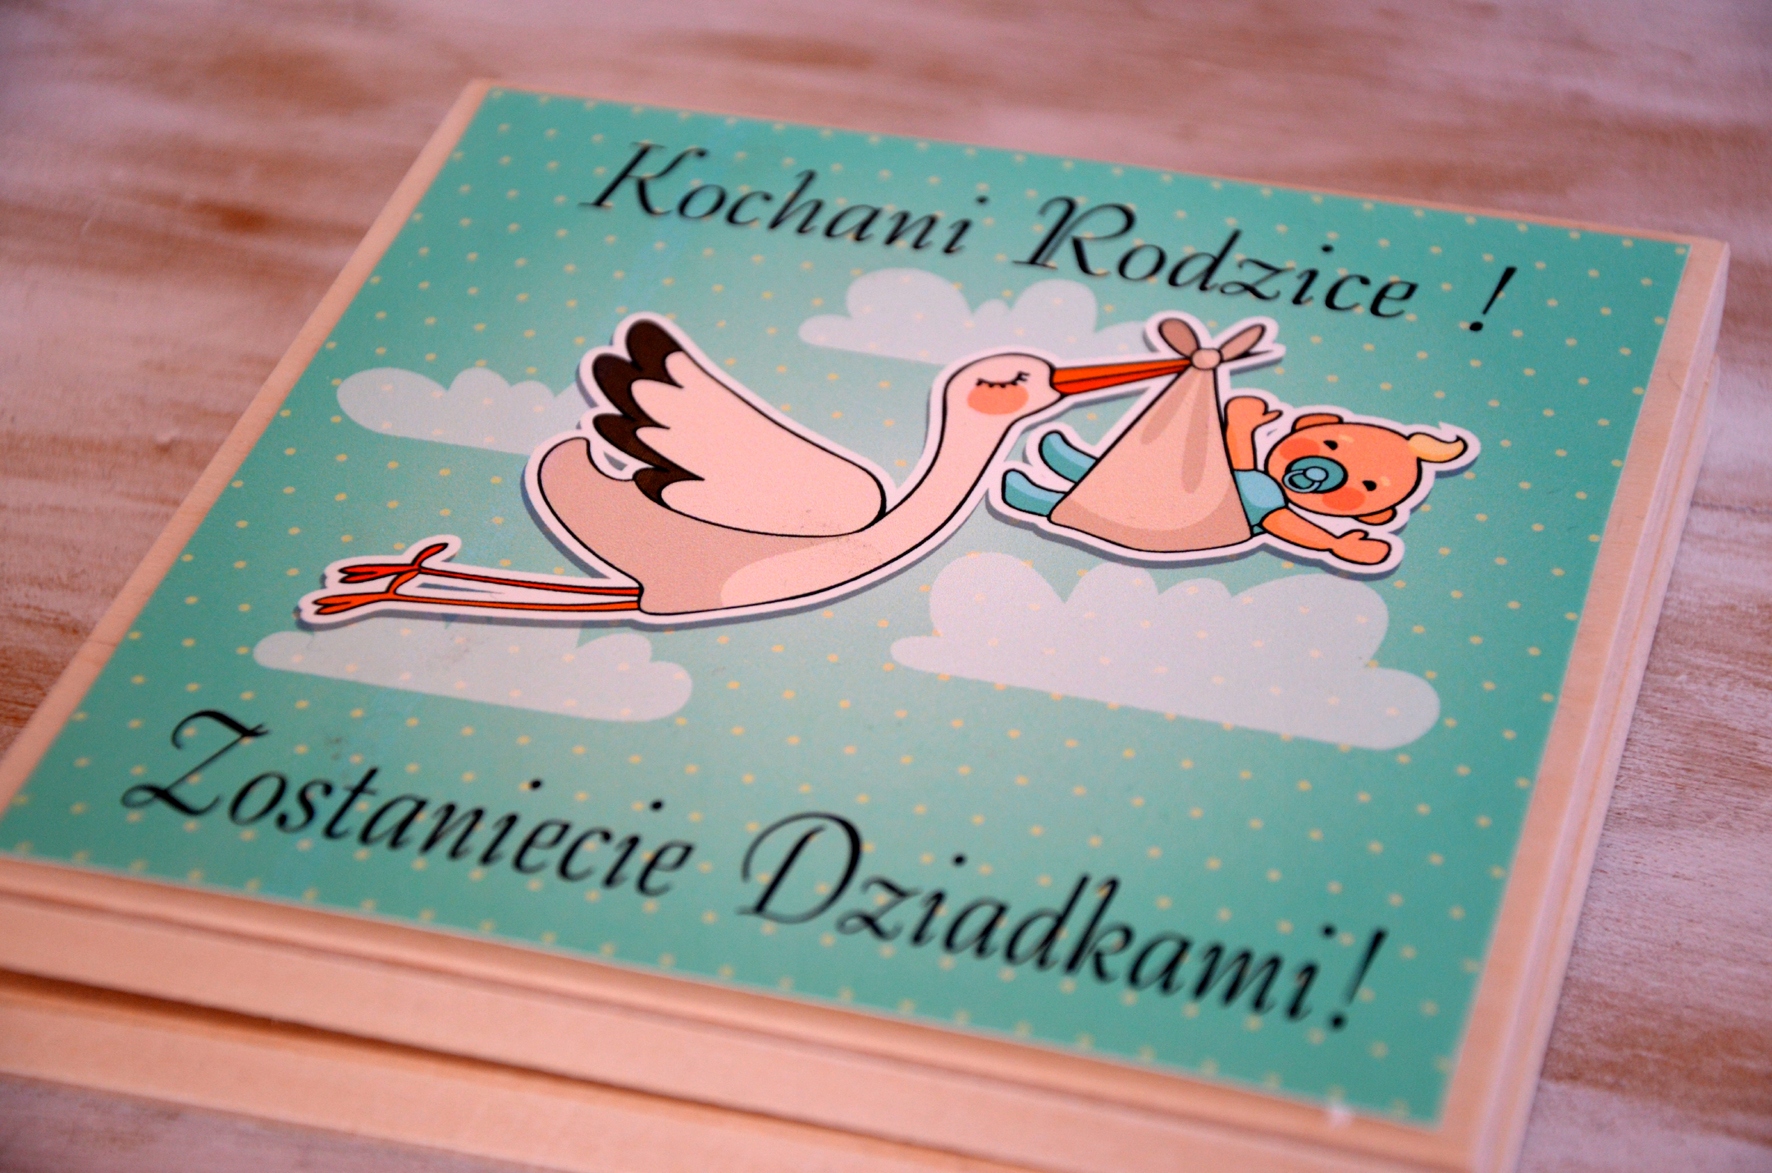 Kochani Rodzice !
Zostaniecie Dziadkami!